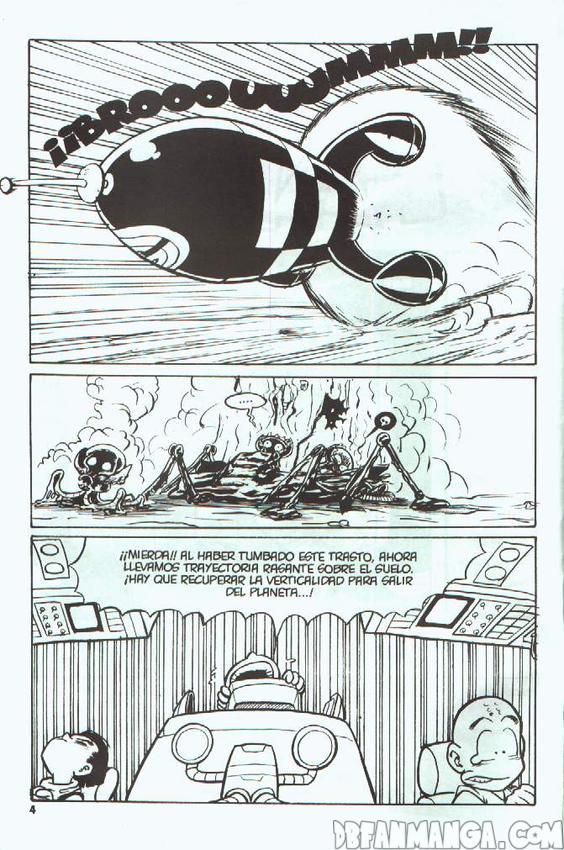 ¡¡BROOOUUUUMMMM!!
....
¡¡MIERDA!! AL HABER TUMBADO ESTE TRASTO, AHORA
LLEVAMOS TRAYECTORIA RASANTE SOBRE EL SUELO.
¡HAY QUE RECUPERAR LA VERTICALIDAD PARA SALIR
DEL PLANETA...!
4
DBFANMANGA.COM